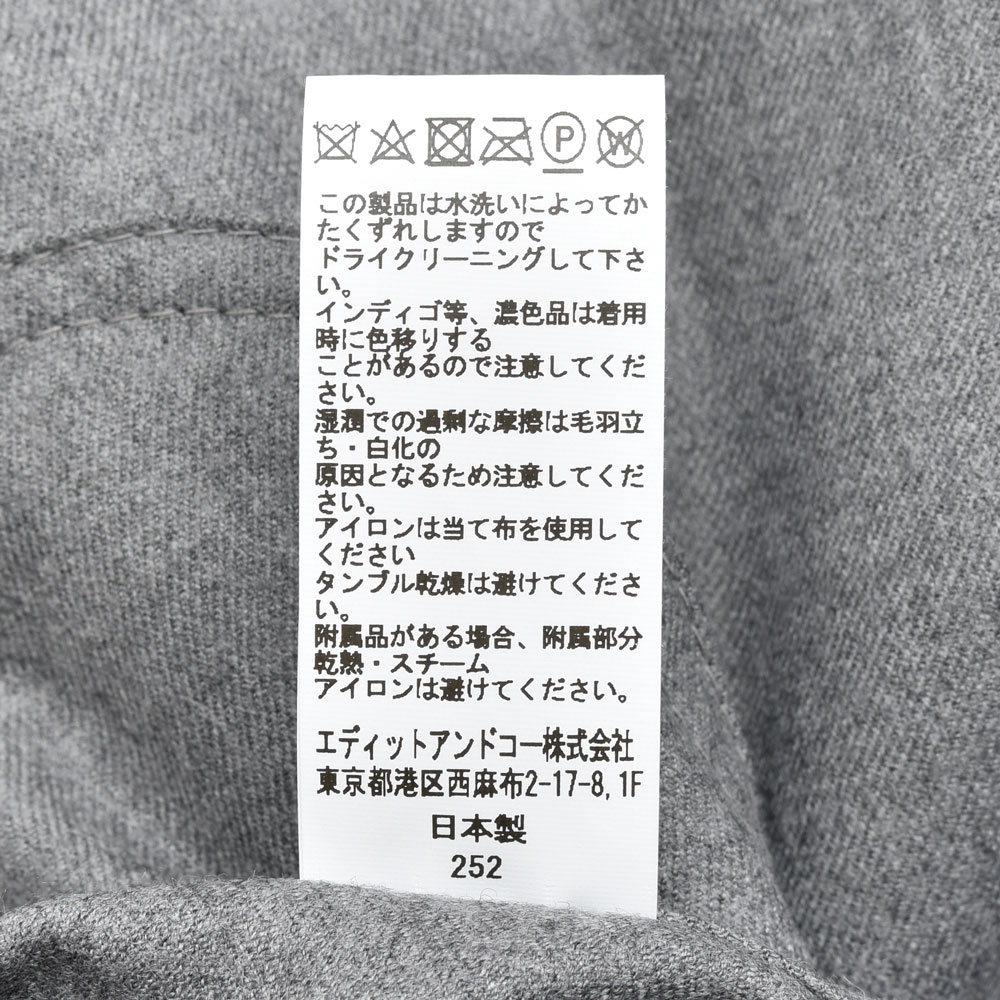 P W
この製品は水洗いによってか
たくずれしますので
ドライクリーニングして下さ
い。
インディゴ等、濃色品は着用
時に色移りする
ことがあるので注意してくだ
さい。
湿潤での過剰な摩擦は毛羽立
ち・白化の
原因となるため注意してくだ
さい。
アイロンは当て布を使用して
ください
タンブル乾燥は避けてくださ
い。
附属品がある場合、附属部分
乾熱・スチーム
アイロンは避けてください。
エディットアンドコー株式会社
東京都港区西麻布2-17-8,1F
日本製
252